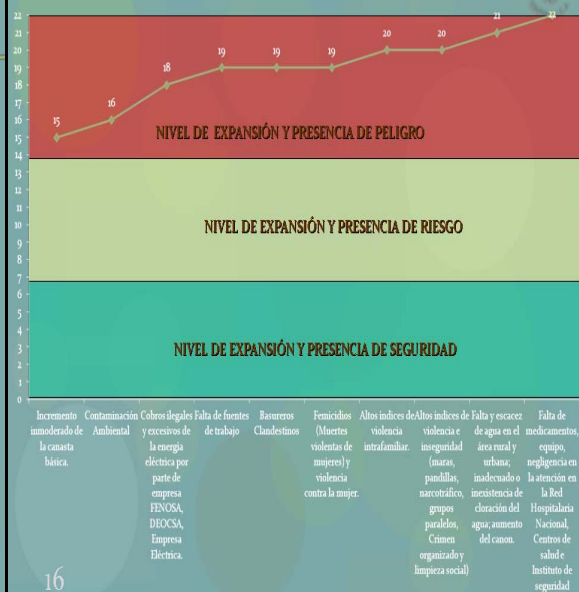 22
21
20
19
18
17
16
15
14
13
12
11
10
9
8
7
6
5
4
3
2
1
0
15
16
18
19
19
19
20
20
21
22
NIVEL DE EXPANSIÓN Y PRESENCIA DE PELIGRO
NIVEL DE EXPANSIÓN Y PRESENCIA DE RIESGO
NIVEL DE EXPANSIÓN Y PRESENCIA DE SEGURIDAD
Incremento
inmoderado de
la canasta
básica.
Contaminación
Ambiental
Cobros ilegales
y excesivos de
la energia
eléctrica por
parte de
empresa
FENOSA,
DEOCSA,
Empresa
Eléctrica.
Falta de fuentes
de trabajo
Basureros
Clandestinos
Femicidios
(Muertes
violentas de
mujeres) y
violencia
contra la mujer.
Altos indices de
violencia
intrafamiliar.
Altos indices de
violencia e
inseguridad
(maras,
pandillas,
narcotráfico,
grupos
paralelos,
Crimen
organizado y
limpieza social)
Falta y escacez
de agua en el
área rural y
urbana;
inadecuado o
inexistencia de
cloración del
agua; aumento
del canon.
Falta de
medicamentos,
equipo,
negligencia en
la atención en
la Red
Hospitalaria
Nacional,
Centros de
salud e
Instituto de
seguridad
16